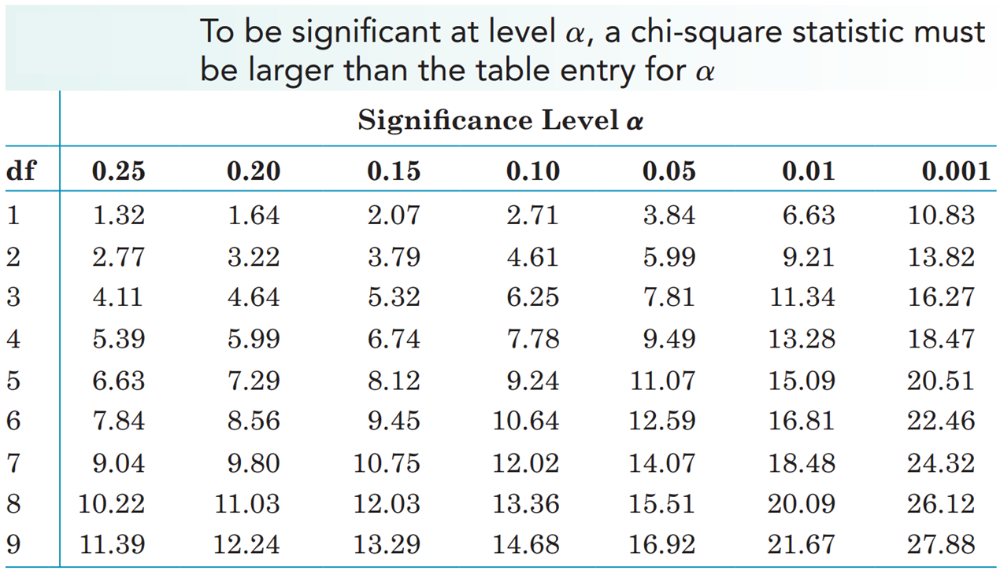 To be significant at level α, a chi-square statistic must
be larger than the table entry for α
Significance Level α
df 0.25 0.20 0.15 0.10 0.05 0.01 0.001
1 1.32 1.64 2.07 2.71 3.84 6.63 10.83
2 2.77 3.22 3.79 4.61 5.99 9.21 13.82
3 4.11 4.64 5.32 6.25 7.81 11.34 16.27
4 5.39 5.99 6.74 7.78 9.49 13.28 18.47
5 6.63 7.29 8.12 9.24 11.07 15.09 20.51
6 7.84 8.56 9.45 10.64 12.59 16.81 22.46
7 9.04 9.80 10.75 12.02 14.07 18.48 24.32
8 10.22 11.03 12.03 13.36 15.51 20.09 26.12
9 11.39 12.24 13.29 14.68 16.92 21.67 27.88